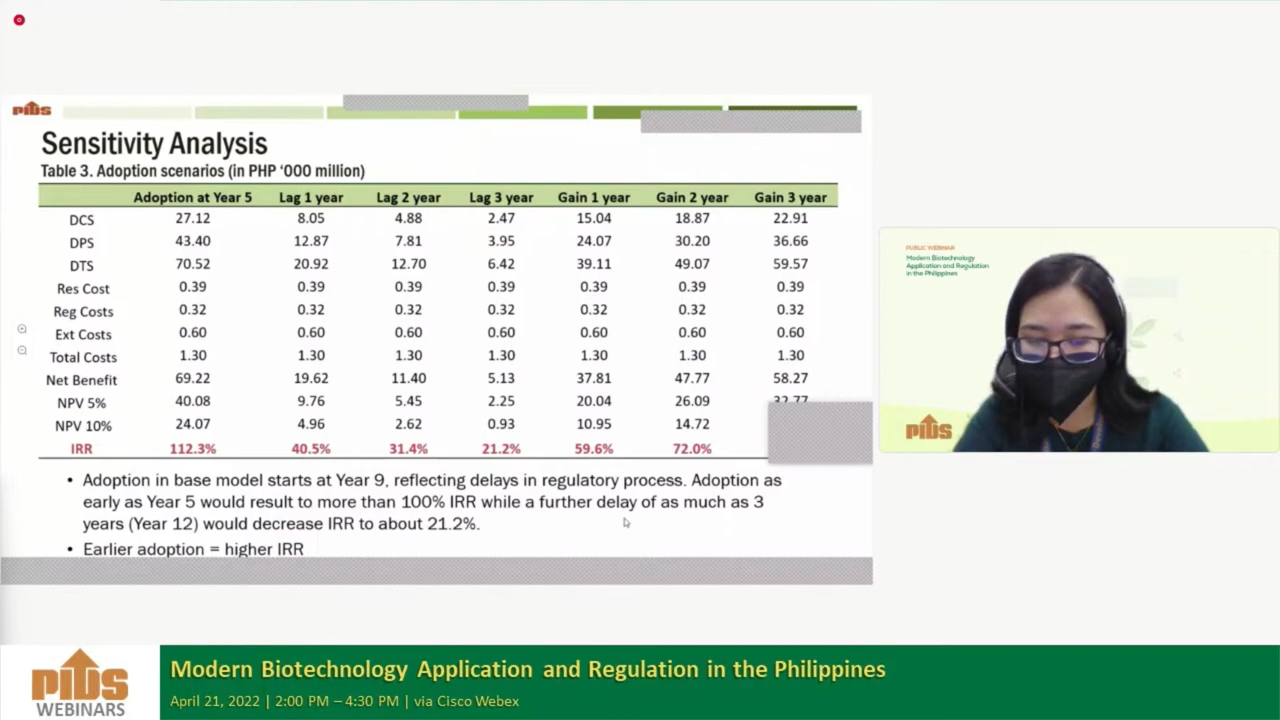 PIDS
Sensitivity Analysis
Table 3. Adoption scenarios (in PHP ‘000 million)
Adoption at Year 5 Lag 1 year Lag 2 year Lag 3 year Gain 1 year Gain 2 year Gain 3 year
DCS 27.12 8.05 4.88 2.47 15.04 18.87 22.91
DPS 43.40 12.87 7.81 3.95 24.07 30.20 36.66
DTS 70.52 20.92 12.70 6.42 39.11 49.07 59.57
Res Cost 0.39 0.39 0.39 0.39 0.39 0.39 0.39
Reg Costs 0.32 0.32 0.32 0.32 0.32 0.32 0.32
Ext Costs 0.60 0.60 0.60 0.60 0.60 0.60 0.60
Total Costs 1.30 1.30 1.30 1.30 1.30 1.30 1.30
Net Benefit 69.22 19.62 11.40 5.13 37.81 47.77 58.27
NPV 5% 40.08 9.76 5.45 2.25 20.04 26.09 32.77
NPV 10% 24.07 4.96 2.62 0.93 10.95 14.72
IRR 112.3% 40.5% 31.4% 21.2% 59.6% 72.0%
• Adoption in base model starts at Year 9, reflecting delays in regulatory process. Adoption as
early as Year 5 would result to more than 100% IRR while a further delay of as much as 3
years (Year 12) would decrease IRR to about 21.2%.
• Earlier adoption = higher IRR
PUBLIC WEBINAR
Modern Biotechnology
Application and Regulation
in the Philippines
PIDS
PIDS
WEBINARS
Modern Biotechnology Application and Regulation in the Philippines
April 21, 2022 | 2:00 PM – 4:30 PM | via Cisco Webex